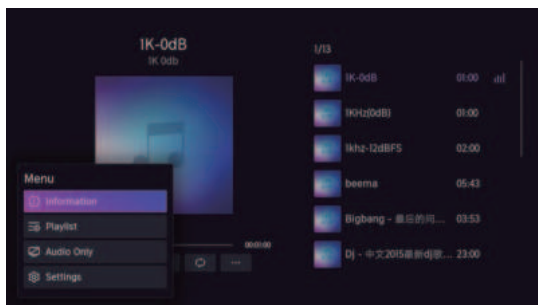 1K-0dB
1K 0db
1/13
1K-0dB 01:00
1KHz(0dB) 01:00
1khz-12dBFS 02:00
beema 05:43
Bigbang - 最后的问... 03:53
Dj - 中文2015最新dj歌... 23:00
00:01:00
Menu
Information
Playlist
Audio Only
Settings